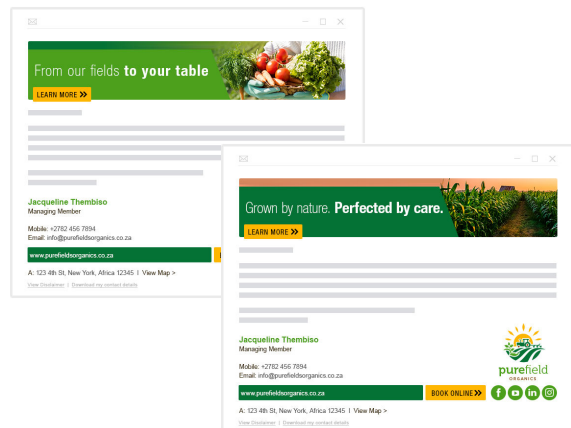 From our fields to your table
LEARN MORE >>
Jacqueline Thembiso
Managing Member
Mobile: +2782 456 7894
Email: info@purefieldsorganics.co.za
www.purefieldsorganics.co.za
A: 123 4th St, New York, Africa 12345 I View Map >
View Disclaimer | Download my contact details
Grown by nature. Perfected by care.
LEARN MORE >>
Jacqueline Thembiso
Managing Member
Mobile: +2782 456 7894
Email: info@purefieldsorganics.co.za
www.purefieldsorganics.co.za
BOOK ONLINE >>
A: 123 4th St, New York, Africa 12345 I View Map >
View Disclaimer | Download my contact details
purefield
ORGANICS